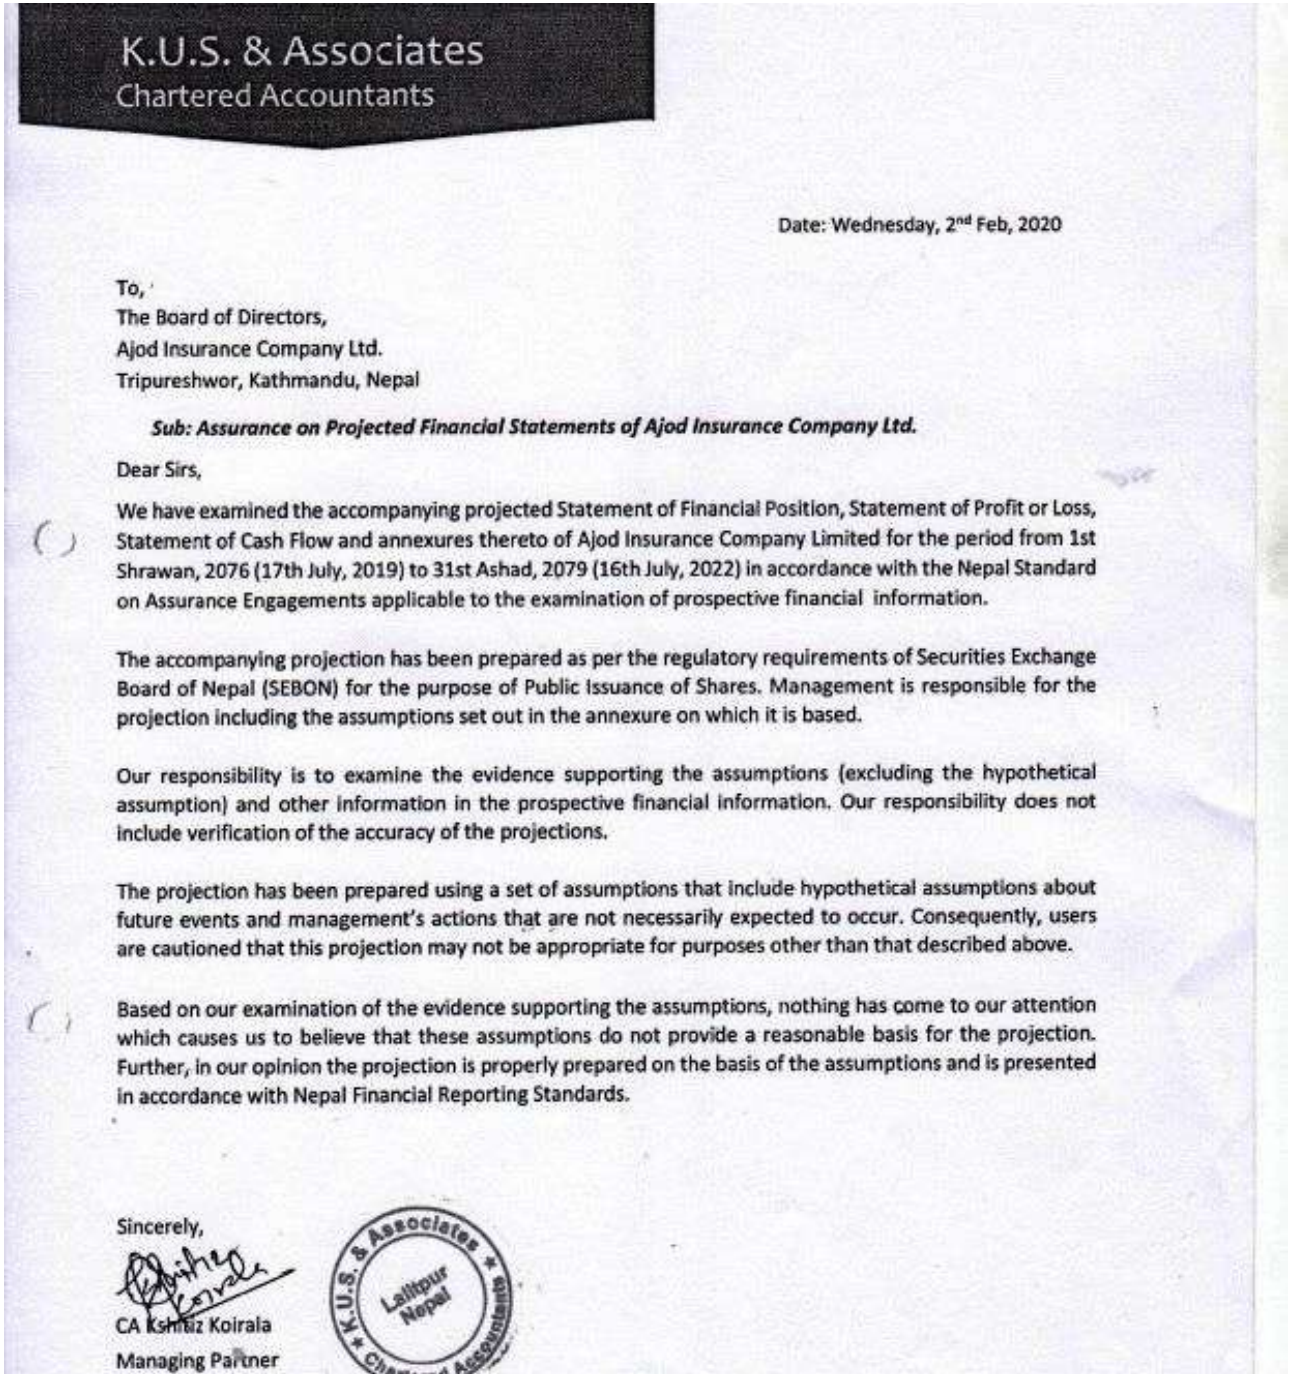 K.U.S. & Associates
Chartered Accountants
Date: Wednesday, 2nd Feb, 2020
To,
The Board of Directors,
Ajod Insurance Company Ltd.
Tripureshwor, Kathmandu, Nepal
Sub: Assurance on Projected Financial Statements of Ajod Insurance Company Ltd.
Dear Sirs,
We have examined the accompanying projected Statement of Financial Position, Statement of Profit or Loss,
Statement of Cash Flow and annexures thereto of Ajod Insurance Company Limited for the period from 1st
Shrawan, 2076 (17th July, 2019) to 31st Ashad, 2079 (16th July, 2022) in accordance with the Nepal Standard
on Assurance Engagements applicable to the examination of prospective financial information.
The accompanying projection has been prepared as per the regulatory requirements of Securities Exchange
Board of Nepal (SEBON) for the purpose of Public Issuance of Shares. Management is responsible for the
projection including the assumptions set out in the annexure on which it is based.
Our responsibility is to examine the evidence supporting the assumptions (excluding the hypothetical
assumption) and other information in the prospective financial information. Our responsibility does not
include verification of the accuracy of the projections.
The projection has been prepared using a set of assumptions that include hypothetical assumptions about
future events and management's actions that are not necessarily expected to occur. Consequently, users
are cautioned that this projection may not be appropriate for purposes other than that described above.
Based on our examination of the evidence supporting the assumptions, nothing has come to our attention
which causes us to believe that these assumptions do not provide a reasonable basis for the projection.
Further, in our opinion the projection is properly prepared on the basis of the assumptions and is presented
in accordance with Nepal Financial Reporting Standards.
Sincerely,
Kshitiz
Koirala
CA Kshitiz Koirala
Managing Partner
K.U.S. & Associates
Chartered Accountants
Lalitpur
Nepal